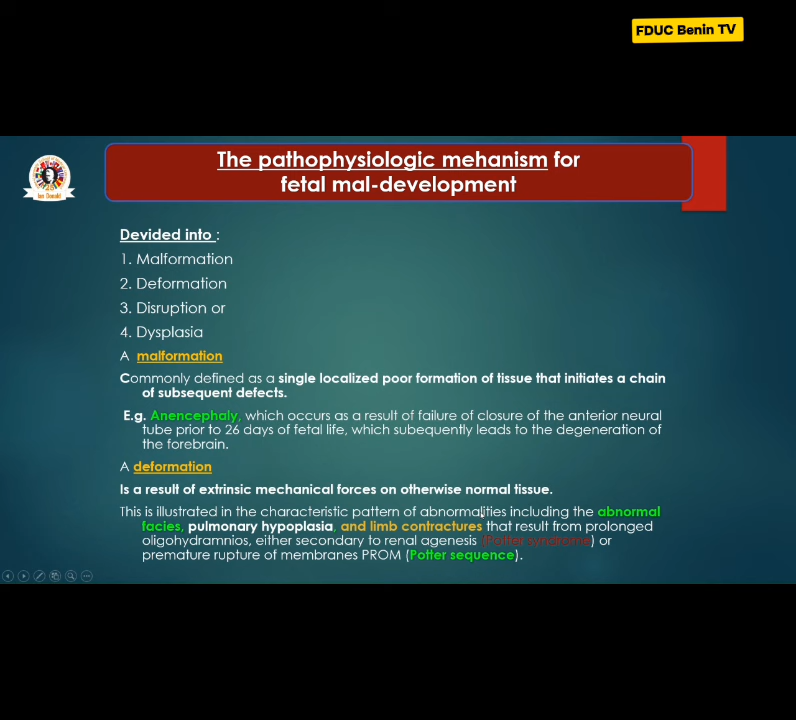 FDUC Benin TV
The pathophysiologic mehanism for
fetal mal-development
Ian Donald
Devided into :
1. Malformation
2. Deformation
3. Disruption or
4. Dysplasia
A malformation
Commonly defined as a single localized poor formation of tissue that initiates a chain
of subsequent defects.
E.g. Anencephaly, which occurs as a result of failure of closure of the anterior neural
tube prior to 26 days of fetal life, which subequently leads to the degeneration of
the forebrain.
A deformation
Is a result of extrinsic mechanical forces on otherwise normal tissue.
This is illustrated in the characteristic pattern of abnormalities including the abnormal
facies, pulmonary hypoplasia, and limb contractures that result from prolonged
oligohydramnios, either secondary to renal agenesis (Potter syndrome) or
premature rupture of membranes PROM (Potter sequence).